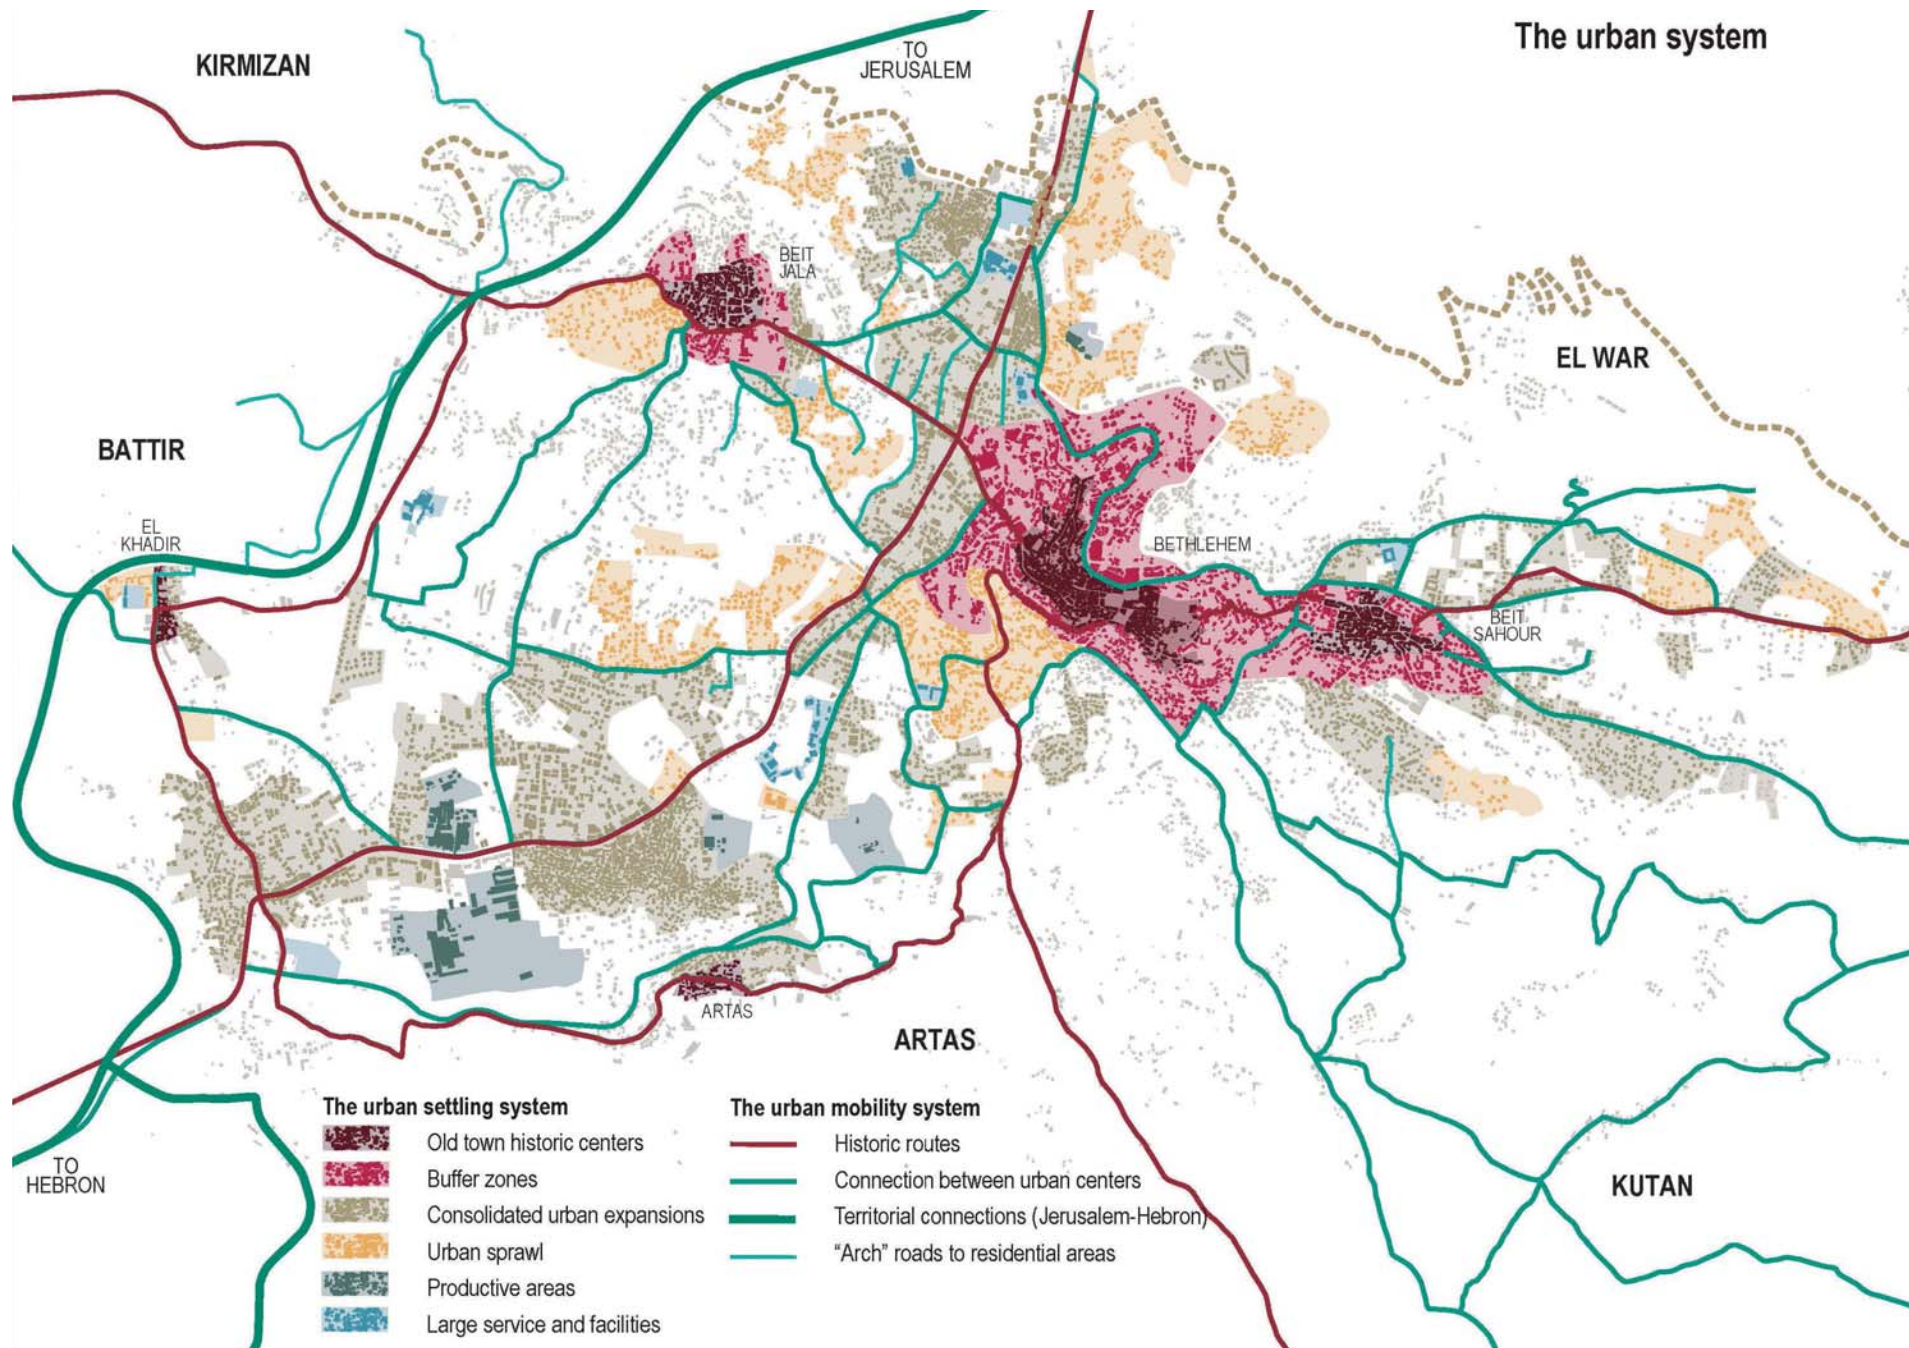 The urban system
TO
JERUSALEM
KIRMIZAN
BEIT
JALA
EL WAR
BATTIR
EL
KHADIR
BETHLEHEM
BEIT
SAHOUR
ARTAS
ARTAS
TO
HEBRON
KUTAN
The urban settling system
Old town historic centers
Buffer zones
Consolidated urban expansions
Urban sprawl
Productive areas
Large service and facilities
The urban mobility system
Historic routes
Connection between urban centers
Territorial connections (Jerusalem-Hebron)
“Arch” roads to residential areas